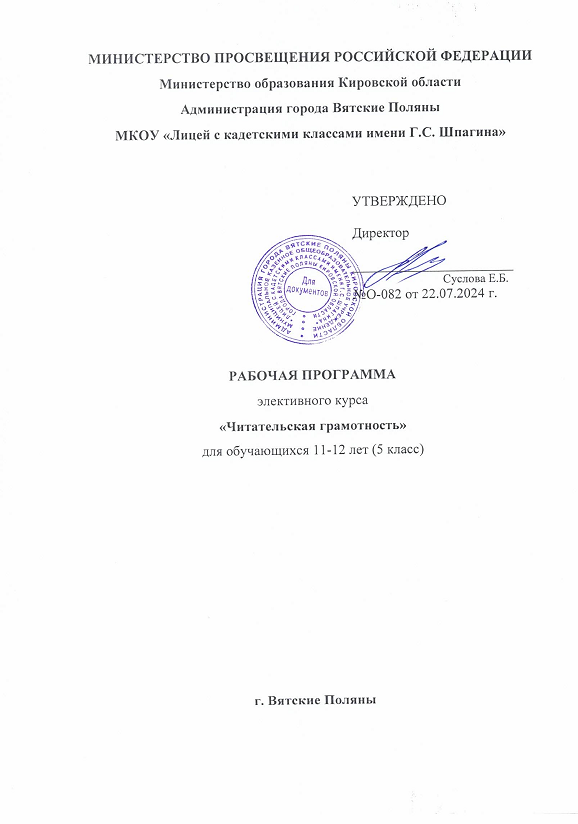 МИНИСТЕРСТВО ПРОСВЕЩЕНИЯ РОССИЙСКОЙ ФЕДЕРАЦИИ
Министерство образования Кировской области
Администрация города Вятские Поляны
МКОУ «Лицей с кадетскими классами имени Г.С. Шпагина»
УТВЕРЖДЕНО
Директор
Суслова Е.Б.
№О-082 от 22.07.2024 г.
АДМИНИСТРАЦИЯ ГОРОДА ВЯТСКИЕ ПОЛЯНЫ КИРОВСКОЙ ОБЛАСТИ
Для
документов
РАБОЧАЯ ПРОГРАММА
элективного курса
«Читательская грамотность»
для обучающихся 11-12 лет (5 класс)
г. Вятские Поляны